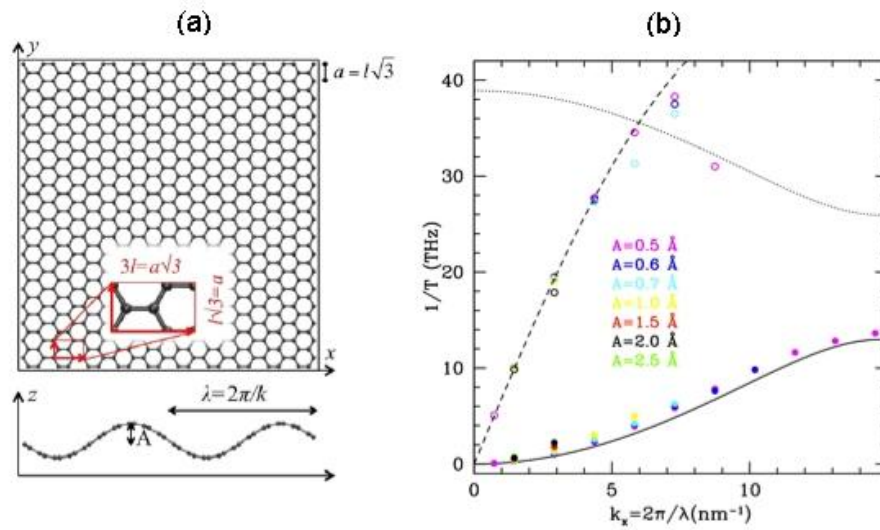 (a)
(b)
y
a = l√3
3l=a√3
l√3=a
x
z
λ=2π/k
A
40
30
20
10
0
1/T (THz)
A=0.5 Å
A=0.6 Å
A=0.7 Å
A=1.0 Å
A=1.5 Å
A=2.0 Å
A=2.5 Å
0 5 10
kₓ=2π/λ(nm⁻¹)